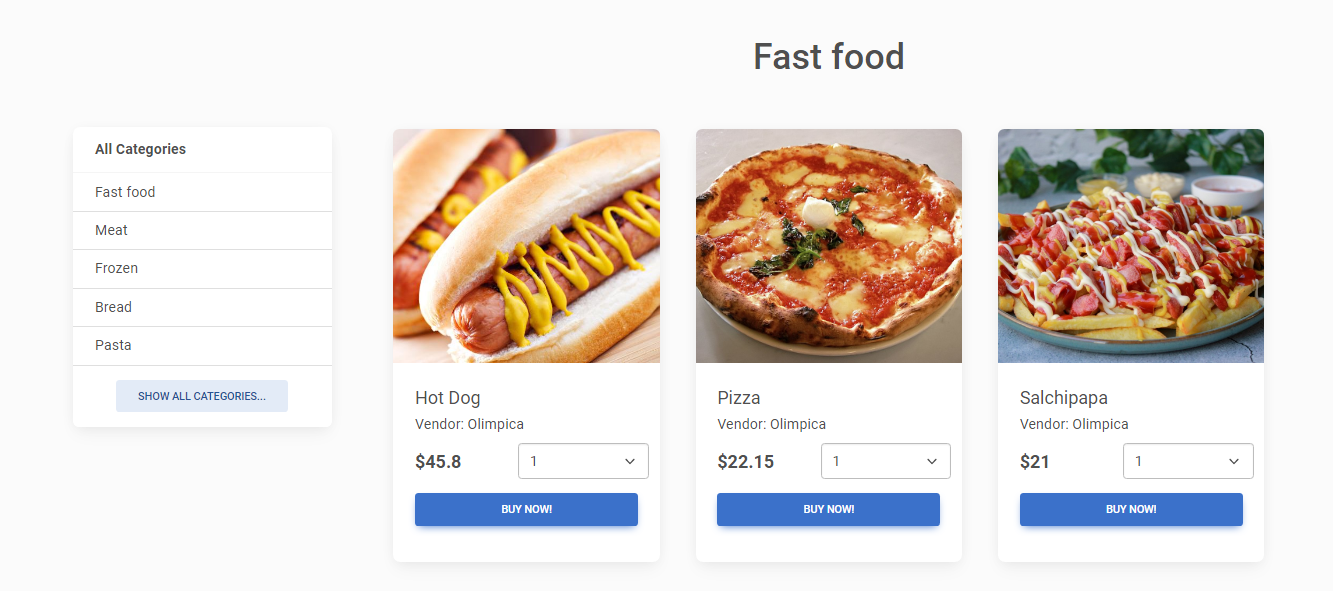 Fast food
All Categories
Fast food
Meat
Frozen
Bread
Pasta
SHOW ALL CATEGORIES...
Hot Dog
Vendor: Olimpica
$45.8
1
BUY NOW!
Pizza
Vendor: Olimpica
$22.15
1
BUY NOW!
Salchipapa
Vendor: Olimpica
$21
1
BUY NOW!